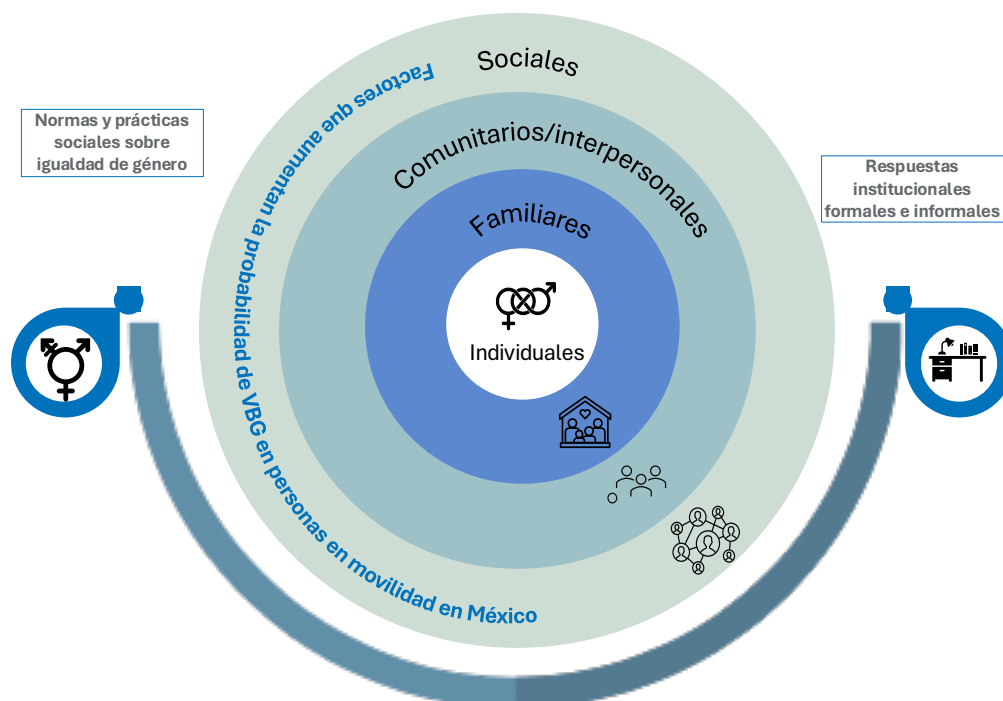 Sociales
Factores que aumentan la probabilidad de VBG en personas en movilidad en México
Normas y prácticas
sociales sobre
igualdad de género
Comunitarios/interpersonales
Respuestas
institucionales
formales e informales
Familiares
Individuales